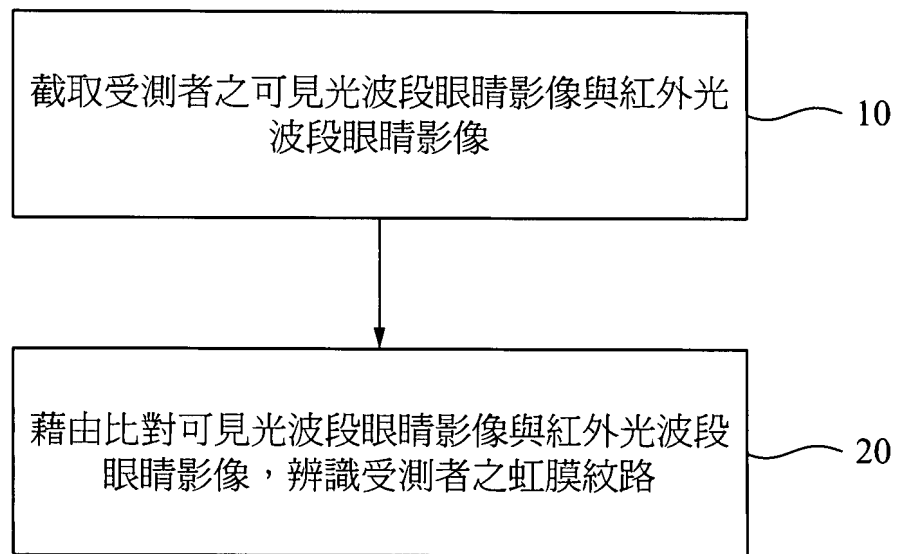 截取受測者之可見光波段眼睛影像與紅外光
波段眼睛影像
10
藉由比對可見光波段眼睛影像與紅外光波段
眼睛影像，辨識受測者之虹膜紋路
20